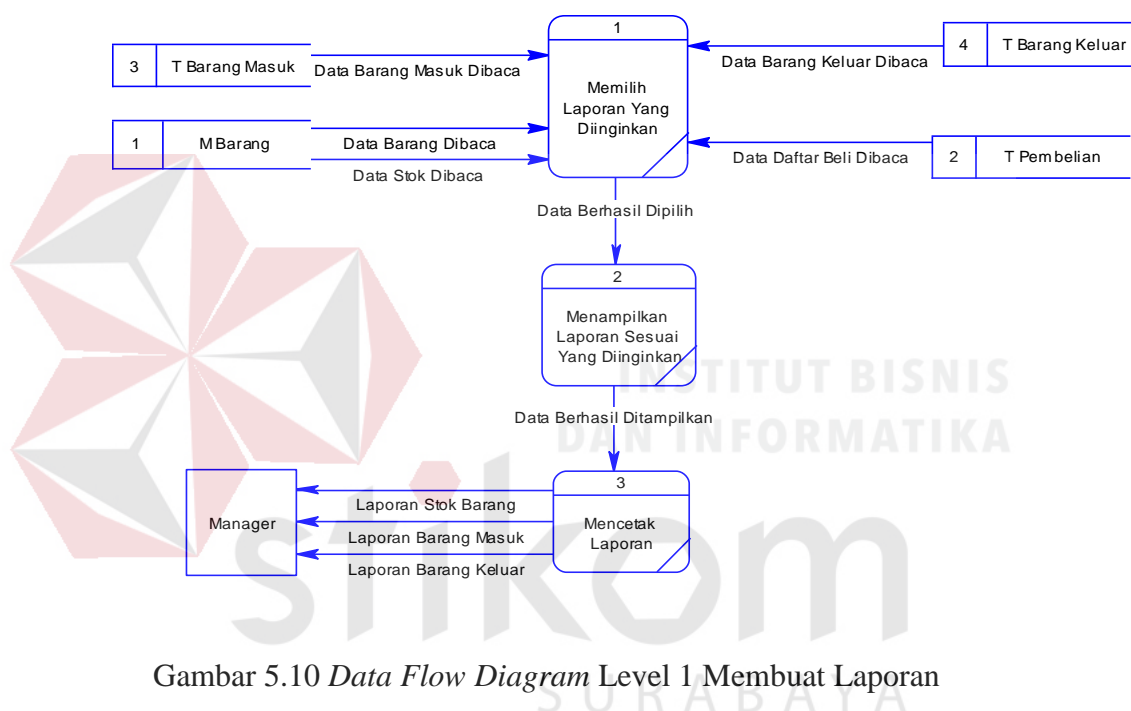 1
Memilih
Laporan Yang
Diinginkan
3 T Barang Masuk
Data Barang Masuk Dibaca
4 T Barang Keluar
Data Barang Keluar Dibaca
1 M Barang
Data Barang Dibaca
Data Stok Dibaca
2 T Pembelian
Data Daftar Beli Dibaca
Data Berhasil Dipilih
2
Menampilkan
Laporan Sesuai
Yang Diinginkan
INSTITUT BISNIS
DAN INFORMATIKA
Data Berhasil Ditampilkan
3
Mencetak
Laporan
Manager
Laporan Stok Barang
Laporan Barang Masuk
Laporan Barang Keluar
stikom
SURABAYA
Gambar 5.10 Data Flow Diagram Level 1 Membuat Laporan